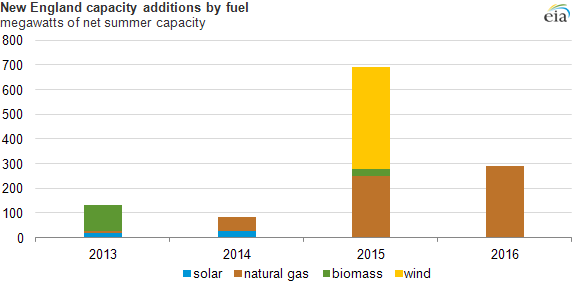 New England capacity additions by fuel
megawatts of net summer capacity
eia
800
700
600
500
400
300
200
100
0
2013 2014 2015 2016
solar natural gas biomass wind